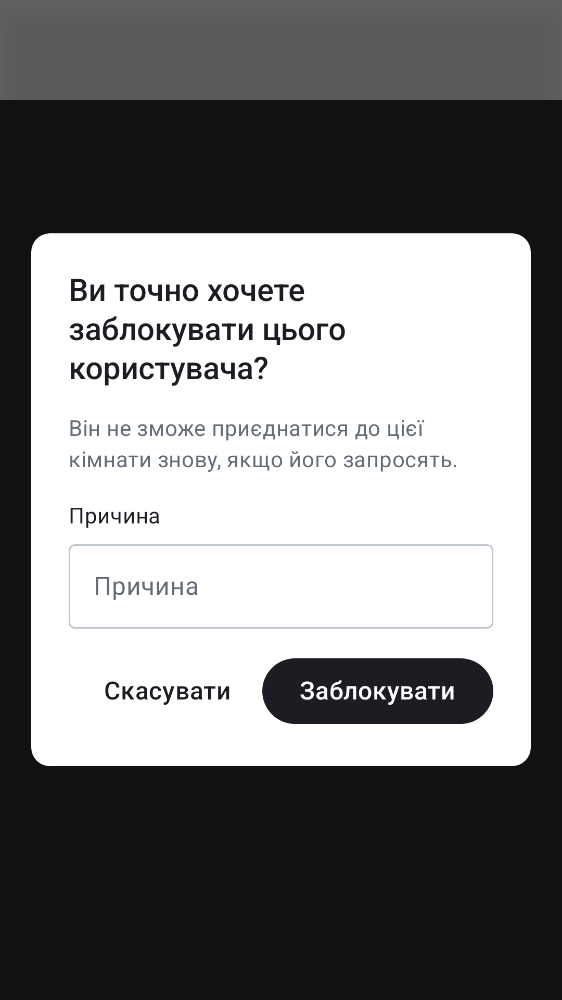 Ви точно хочете
заблокувати цього
користувача?
Він не зможе приєднатися до цієї
кімнати знову, якщо його запросять.
Причина
Причина
Скасувати
Заблокувати